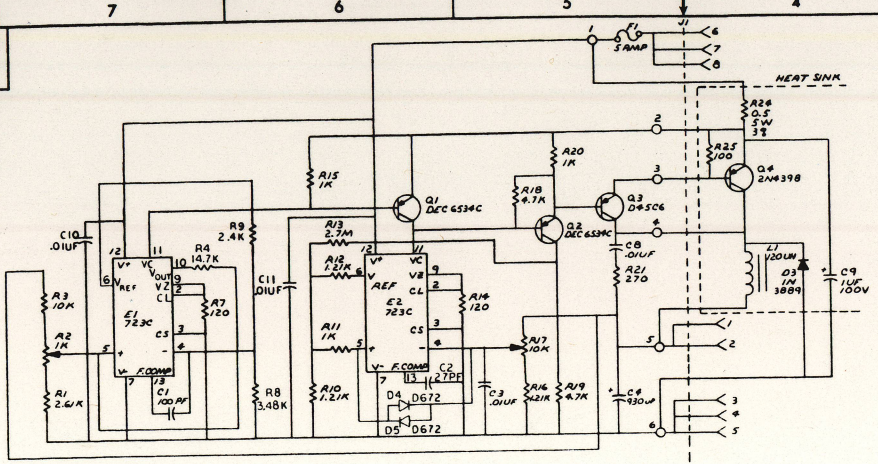 7 6 5 4
J1
1 F1 5 AMP 6
7
8
HEAT SINK
R24 0.5 5W 3%
2
R25 100
3
Q4 2N4398
R20 1K
R15 1K
R18 4.7K
Q1 DEC 6534C
Q3 D45C6
Q2 DEC 6534C
4
C10 .01UF
R9 2.4K
R13 2.7M
C8 .01UF
R21 270
L1 120UH
D3 1N 3889
C9 1UF 100V
+
12 11
V+ VC
10 R4 14.7K
VOUT
6 VREF
9 VZ
2 CL
R7 120
E1 723C
CS 3
5 + - 4
V- F.COMP
7 13
C1 100PF
R3 10K
R2 1K
R1 2.61K
R8 3.48K
C11 .01UF
R12 1.21K
R11 1K
R10 1.21K
12 11
V+ VC
6 V REF
VZ 9
CL 2
R14 120
E2 723C
CS 3
5 + - 4
V- F.COMP
7 13
C2 27PF
D4 D672
D5 D672
C3 .01UF
R17 10K
R16 1.21K
R19 4.7K
C4
+
5 1
2
6 3
4
5